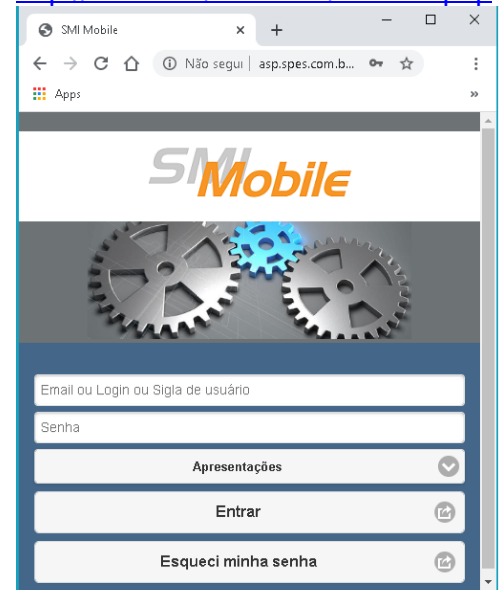 SMI Mobile
Não segui
asp.spes.com.b...
Apps
SMI
Mobile
Email ou Login ou Sigla de usuário
Senha
Apresentações
Entrar
Esqueci minha senha